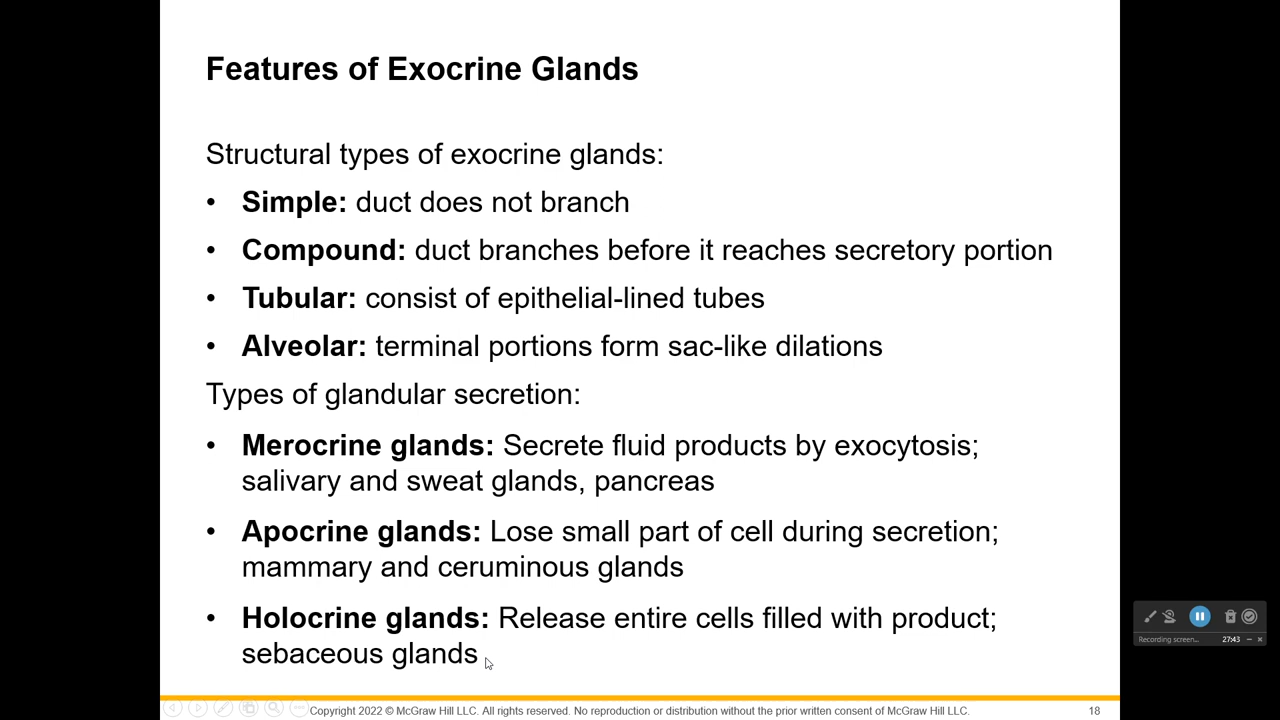 Features of Exocrine Glands
Structural types of exocrine glands:
• Simple: duct does not branch
• Compound: duct branches before it reaches secretory portion
• Tubular: consist of epithelial-lined tubes
• Alveolar: terminal portions form sac-like dilations
Types of glandular secretion:
• Merocrine glands: Secrete fluid products by exocytosis;
salivary and sweat glands, pancreas
• Apocrine glands: Lose small part of cell during secretion;
mammary and ceruminous glands
• Holocrine glands: Release entire cells filled with product;
sebaceous glands
Recording screen... 27:43
Copyright 2022 © McGraw Hill LLC. All rights reserved. No reproduction or distribution without the prior written consent of McGraw Hill LLC. 18